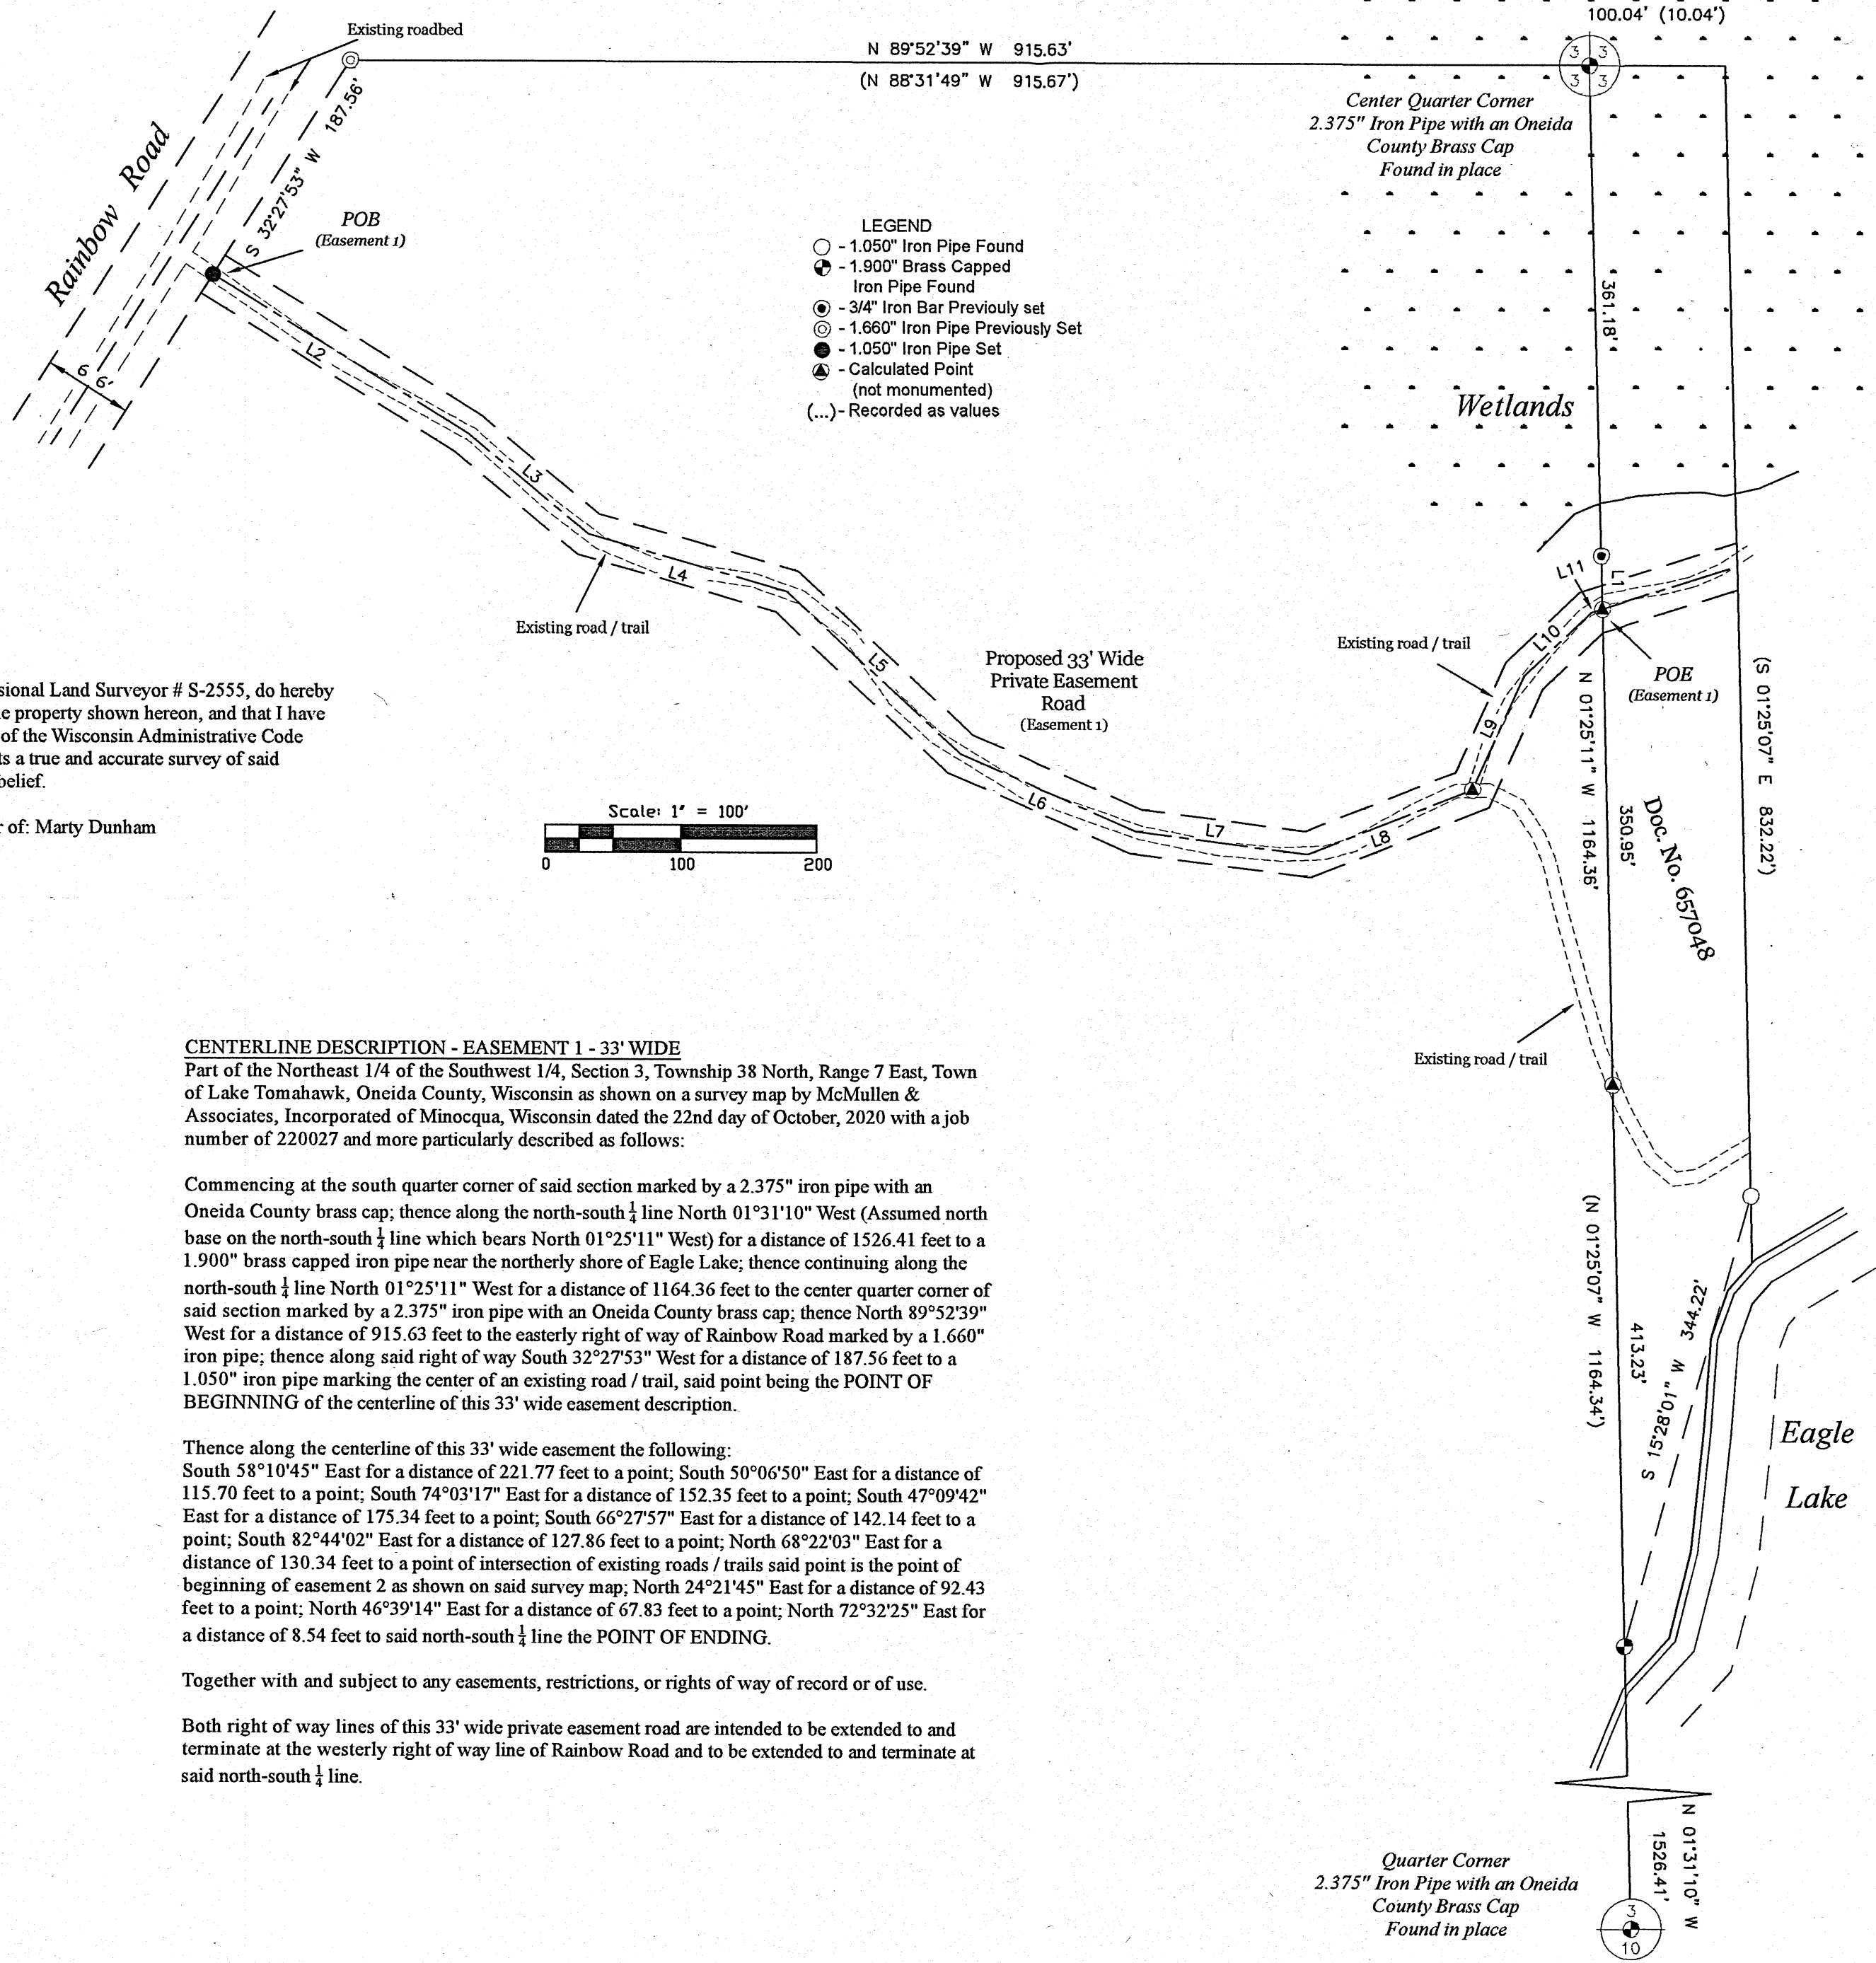 100.04' (10.04')
Existing roadbed
N 89°52'39" W 915.63'
(N 88°31'49" W 915.67')
3 3
3 3
Center Quarter Corner
2.375" Iron Pipe with an Oneida
County Brass Cap
Found in place
Rainbow Road
S 32°27'53" W 187.56'
POB
(Easement 1)
66'
LEGEND
- 1.050" Iron Pipe Found
- 1.900" Brass Capped
Iron Pipe Found
- 3/4" Iron Bar Previouly set
- 1.660" Iron Pipe Previously Set
- 1.050" Iron Pipe Set
- Calculated Point
(not monumented)
(...)- Recorded as values
361.18'
Wetlands
L2
L3
L4
L5
L6
L7
L8
L9
L10
L11
L1
Existing road / trail
Existing road / trail
Proposed 33' Wide
Private Easement
Road
(Easement 1)
POE
(Easement 1)
N 01°25'11" W 1164.36'
350.95'
(S 01°25'07" E 832.22')
Doc. No. 657048
sional Land Surveyor # S-2555, do hereby
e property shown hereon, and that I have
of the Wisconsin Administrative Code
ts a true and accurate survey of said
belief.
r of: Marty Dunham
Scale: 1" = 100'
0 100 200
Existing road / trail
CENTERLINE DESCRIPTION - EASEMENT 1 - 33' WIDE
Part of the Northeast 1/4 of the Southwest 1/4, Section 3, Township 38 North, Range 7 East, Town
of Lake Tomahawk, Oneida County, Wisconsin as shown on a survey map by McMullen &
Associates, Incorporated of Minocqua, Wisconsin dated the 22nd day of October, 2020 with a job
number of 220027 and more particularly described as follows:
Commencing at the south quarter corner of said section marked by a 2.375" iron pipe with an
Oneida County brass cap; thence along the north-south 1/4 line North 01°31'10" West (Assumed north
base on the north-south 1/4 line which bears North 01°25'11" West) for a distance of 1526.41 feet to a
1.900" brass capped iron pipe near the northerly shore of Eagle Lake; thence continuing along the
north-south 1/4 line North 01°25'11" West for a distance of 1164.36 feet to the center quarter corner of
said section marked by a 2.375" iron pipe with an Oneida County brass cap; thence North 89°52'39"
West for a distance of 915.63 feet to the easterly right of way of Rainbow Road marked by a 1.660"
iron pipe; thence along said right of way South 32°27'53" West for a distance of 187.56 feet to a
1.050" iron pipe marking the center of an existing road / trail, said point being the POINT OF
BEGINNING of the centerline of this 33' wide easement description.
Thence along the centerline of this 33' wide easement the following:
South 58°10'45" East for a distance of 221.77 feet to a point; South 50°06'50" East for a distance of
115.70 feet to a point; South 74°03'17" East for a distance of 152.35 feet to a point; South 47°09'42"
East for a distance of 175.34 feet to a point; South 66°27'57" East for a distance of 142.14 feet to a
point; South 82°44'02" East for a distance of 127.86 feet to a point; North 68°22'03" East for a
distance of 130.34 feet to a point of intersection of existing roads / trails said point is the point of
beginning of easement 2 as shown on said survey map; North 24°21'45" East for a distance of 92.43
feet to a point; North 46°39'14" East for a distance of 67.83 feet to a point; North 72°32'25" East for
a distance of 8.54 feet to said north-south 1/4 line the POINT OF ENDING.
Together with and subject to any easements, restrictions, or rights of way of record or of use.
Both right of way lines of this 33' wide private easement road are intended to be extended to and
terminate at the westerly right of way line of Rainbow Road and to be extended to and terminate at
said north-south 1/4 line.
(N 01°25'07" W 1164.34')
413.23'
S 15°28'01" W 344.22'
Eagle
Lake
N 01°31'10" W
1526.41'
Quarter Corner
2.375" Iron Pipe with an Oneida
County Brass Cap
Found in place
3
10